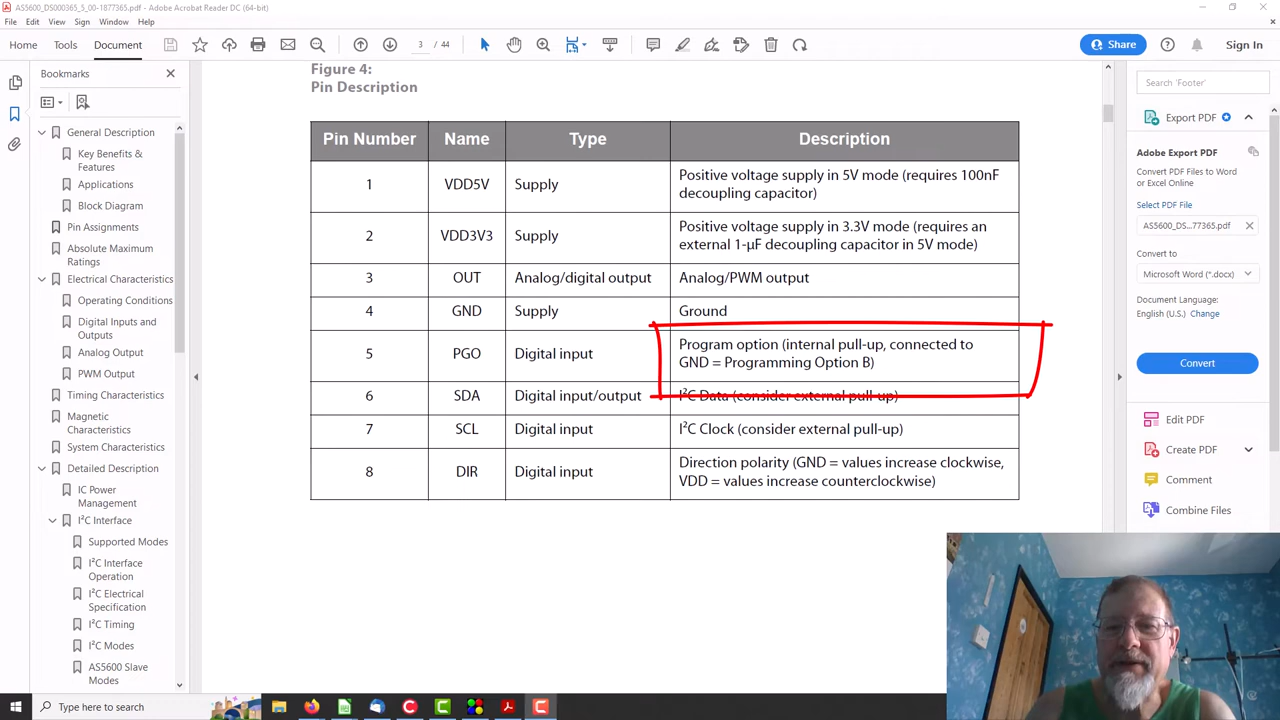 AS5600_DS000365_5_00-1877365.pdf - Adobe Acrobat Reader DC (64-bit)
File Edit View Sign Window Help
Home Tools Document 3 / 44 Share Sign In
Bookmarks
General Description
Key Benefits &
Features
Applications
Block Diagram
Pin Assignments
Absolute Maximum
Ratings
Electrical Characteristics
Operating Conditions
Digital Inputs and
Outputs
Analog Output
PWM Output
Timing Characteristics
Magnetic
Characteristics
System Characteristics
Detailed Description
IC Power
Management
I²C Interface
Supported Modes
I²C Interface
Operation
I²C Electrical
Specification
I²C Timing
I²C Modes
AS5600 Slave
Modes
Figure 4:
Pin Description
Pin Number Name Type Description
1 VDD5V Supply Positive voltage supply in 5V mode (requires 100nF
decoupling capacitor)
2 VDD3V3 Supply Positive voltage supply in 3.3V mode (requires an
external 1-μF decoupling capacitor in 5V mode)
3 OUT Analog/digital output Analog/PWM output
4 GND Supply Ground
5 PGO Digital input Program option (internal pull-up, connected to
GND = Programming Option B)
6 SDA Digital input/output I²C Data (consider external pull-up)
7 SCL Digital input I²C Clock (consider external pull-up)
8 DIR Digital input Direction polarity (GND = values increase clockwise,
VDD = values increase counterclockwise)
Search 'Footer'
Export PDF
Adobe Export PDF
Convert PDF Files to Word
or Excel Online
Select PDF File
AS5600_DS...77365.pdf
Convert to
Microsoft Word (*.docx)
Document Language:
English (U.S.) Change
Convert
Edit PDF
Create PDF
Comment
Combine Files
Type here to search